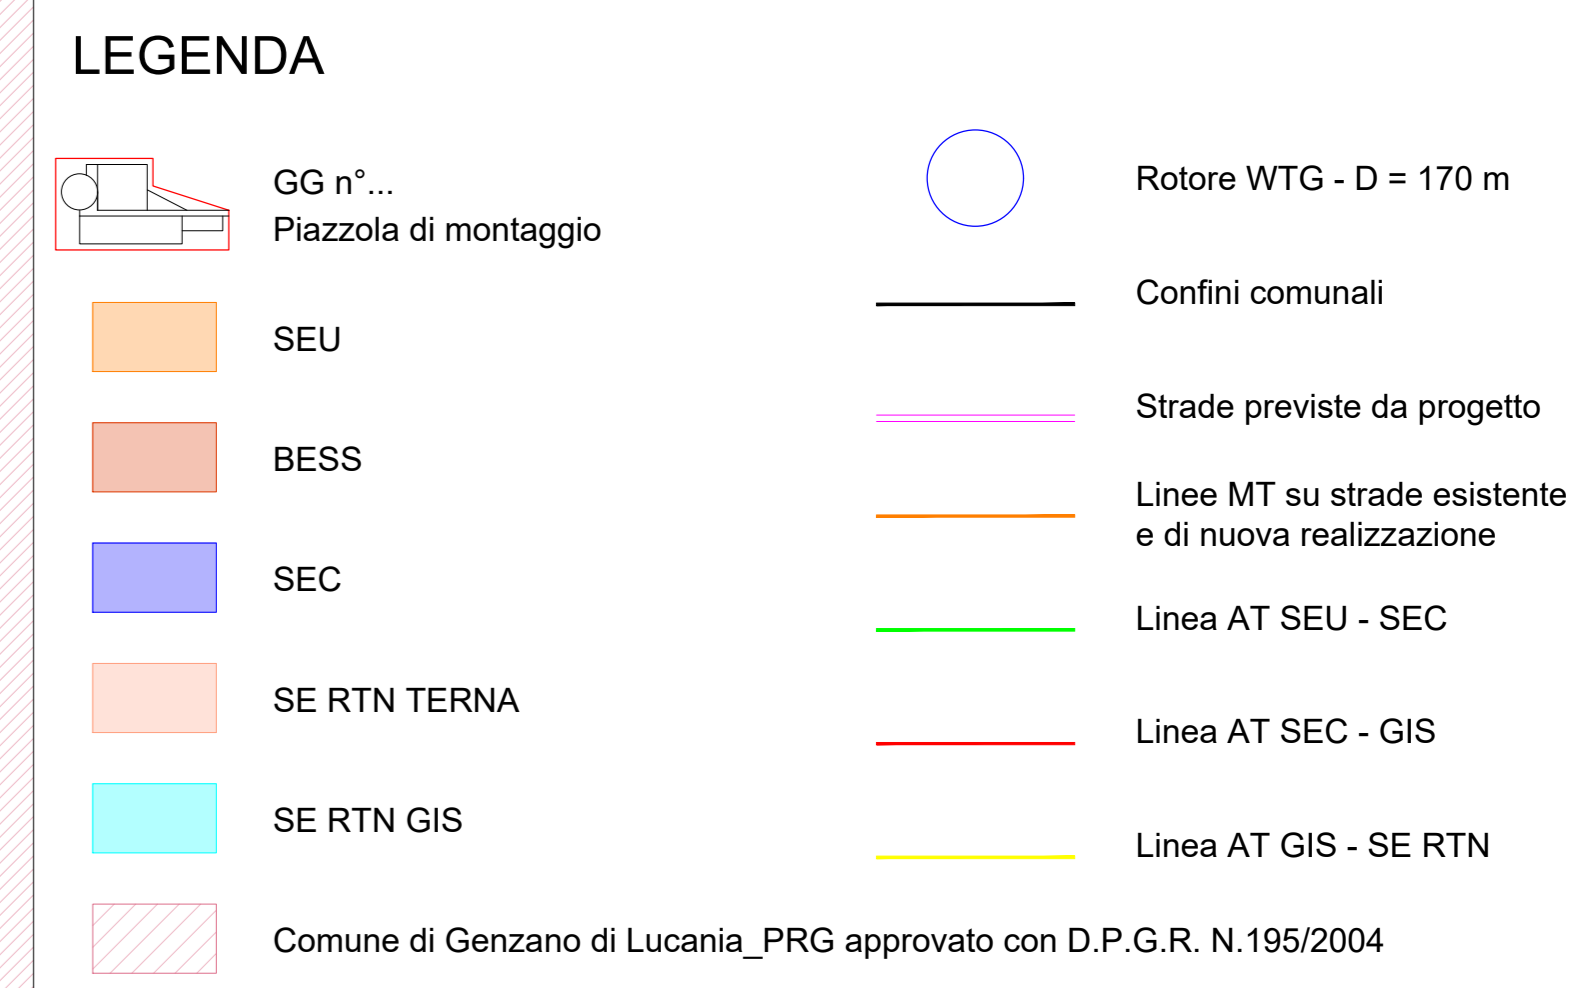 LEGENDA
GG n°...
Piazzola di montaggio
SEU
BESS
SEC
SE RTN TERNA
SE RTN GIS
Comune di Genzano di Lucania_PRG approvato con D.P.G.R. N.195/2004
Rotore WTG - D = 170 m
Confini comunali
Strade previste da progetto
Linee MT su strade esistente
e di nuova realizzazione
Linea AT SEU - SEC
Linea AT SEC - GIS
Linea AT GIS - SE RTN